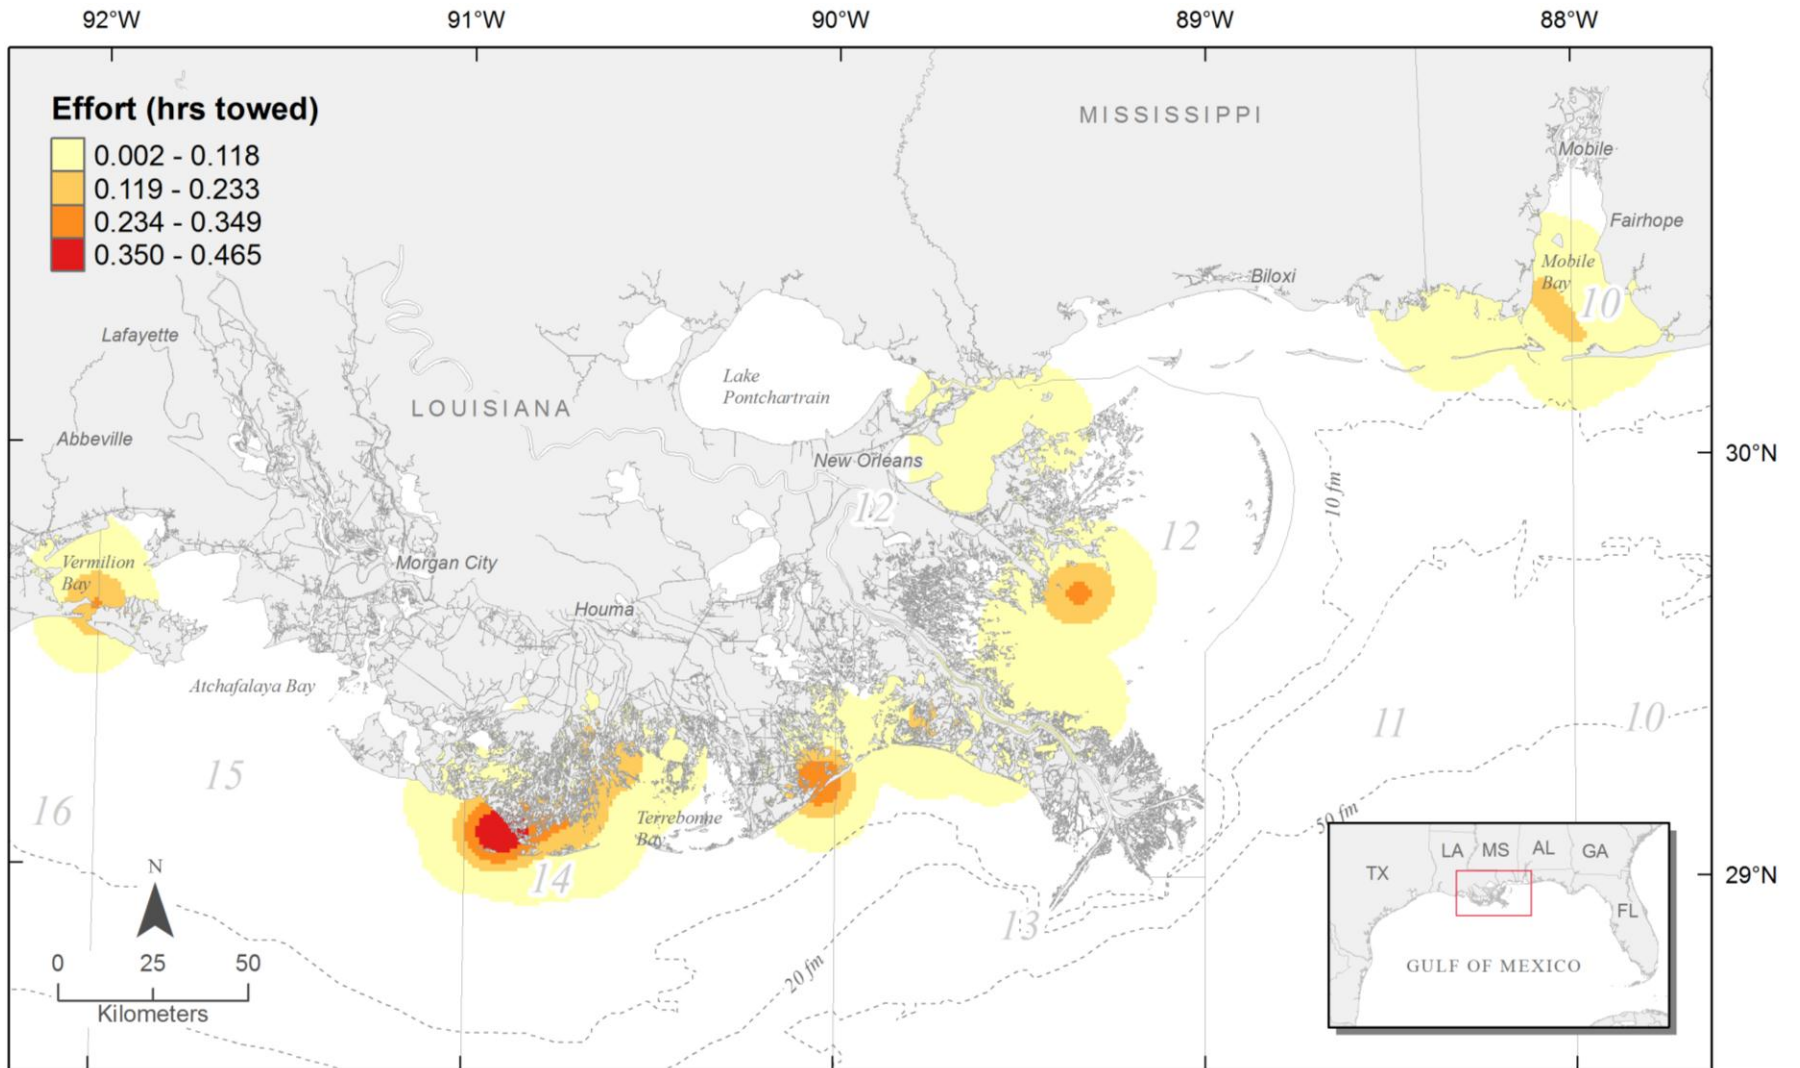 92°W 91°W 90°W 89°W 88°W
Effort (hrs towed)
0.002 - 0.118
0.119 - 0.233
0.234 - 0.349
0.350 - 0.465
MISSISSIPPI
Mobile
Fairhope
Mobile
Bay
10
Biloxi
Lafayette
Lake
Pontchartrain
LOUISIANA
Abbeville
New Orleans
30°N
10 fm
12
12
Vermilion
Bay
Morgan City
Houma
Atchafalaya Bay
11
10
15
16
Terrebonne
Bay
50 fm
14
13
29°N
20 fm
N
0 25 50
Kilometers
LA MS AL GA
TX
FL
GULF OF MEXICO